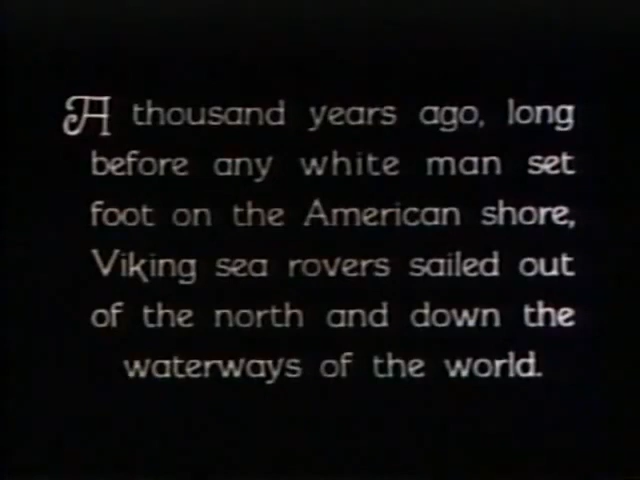 A thousand years ago, long
before any white man set
foot on the American shore,
Viking sea rovers sailed out
of the north and down the
waterways of the world.